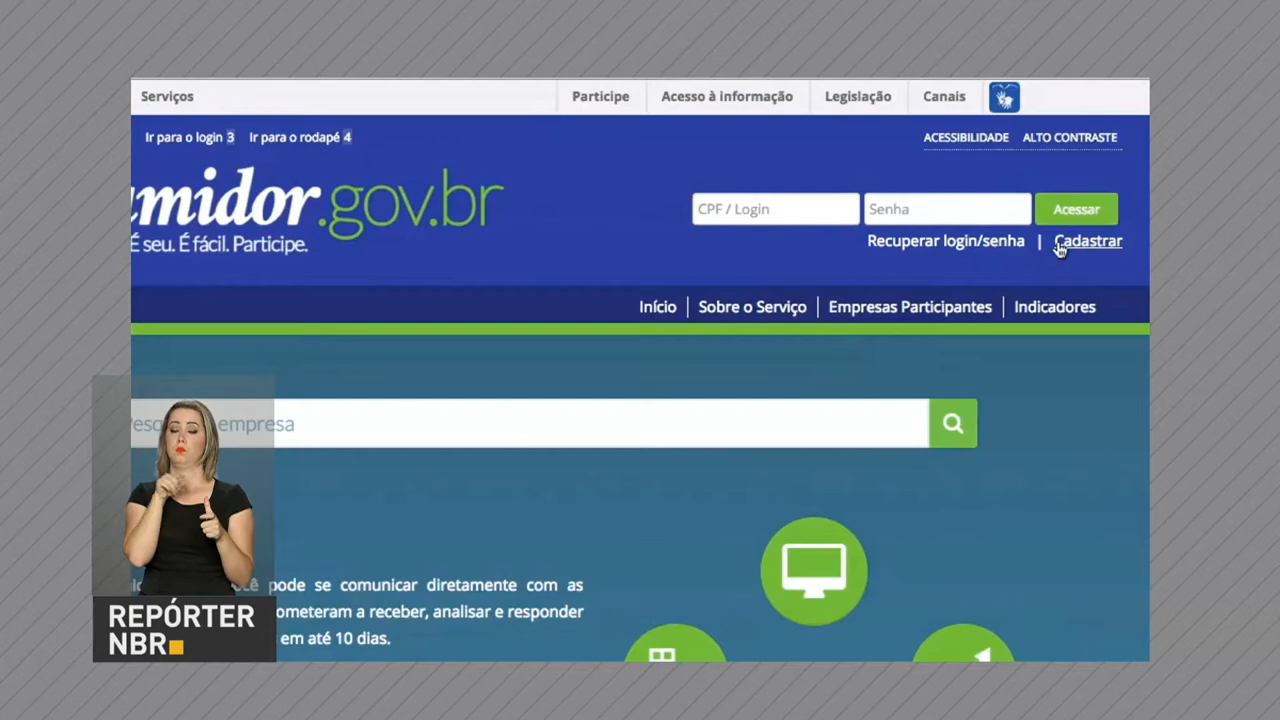 Serviços Participe Acesso à informação Legislação Canais
Ir para o login 3 Ir para o rodapé 4 ACESSIBILIDADE ALTO CONTRASTE
midor.gov.br
É seu. É fácil. Participe.
CPF / Login Senha Acessar
Recuperar login/senha | Cadastrar
Início Sobre o Serviço Empresas Participantes Indicadores
empresa
pode se comunicar diretamente com as
ometeram a receber, analisar e responder
em até 10 dias.
REPÓRTER
NBR